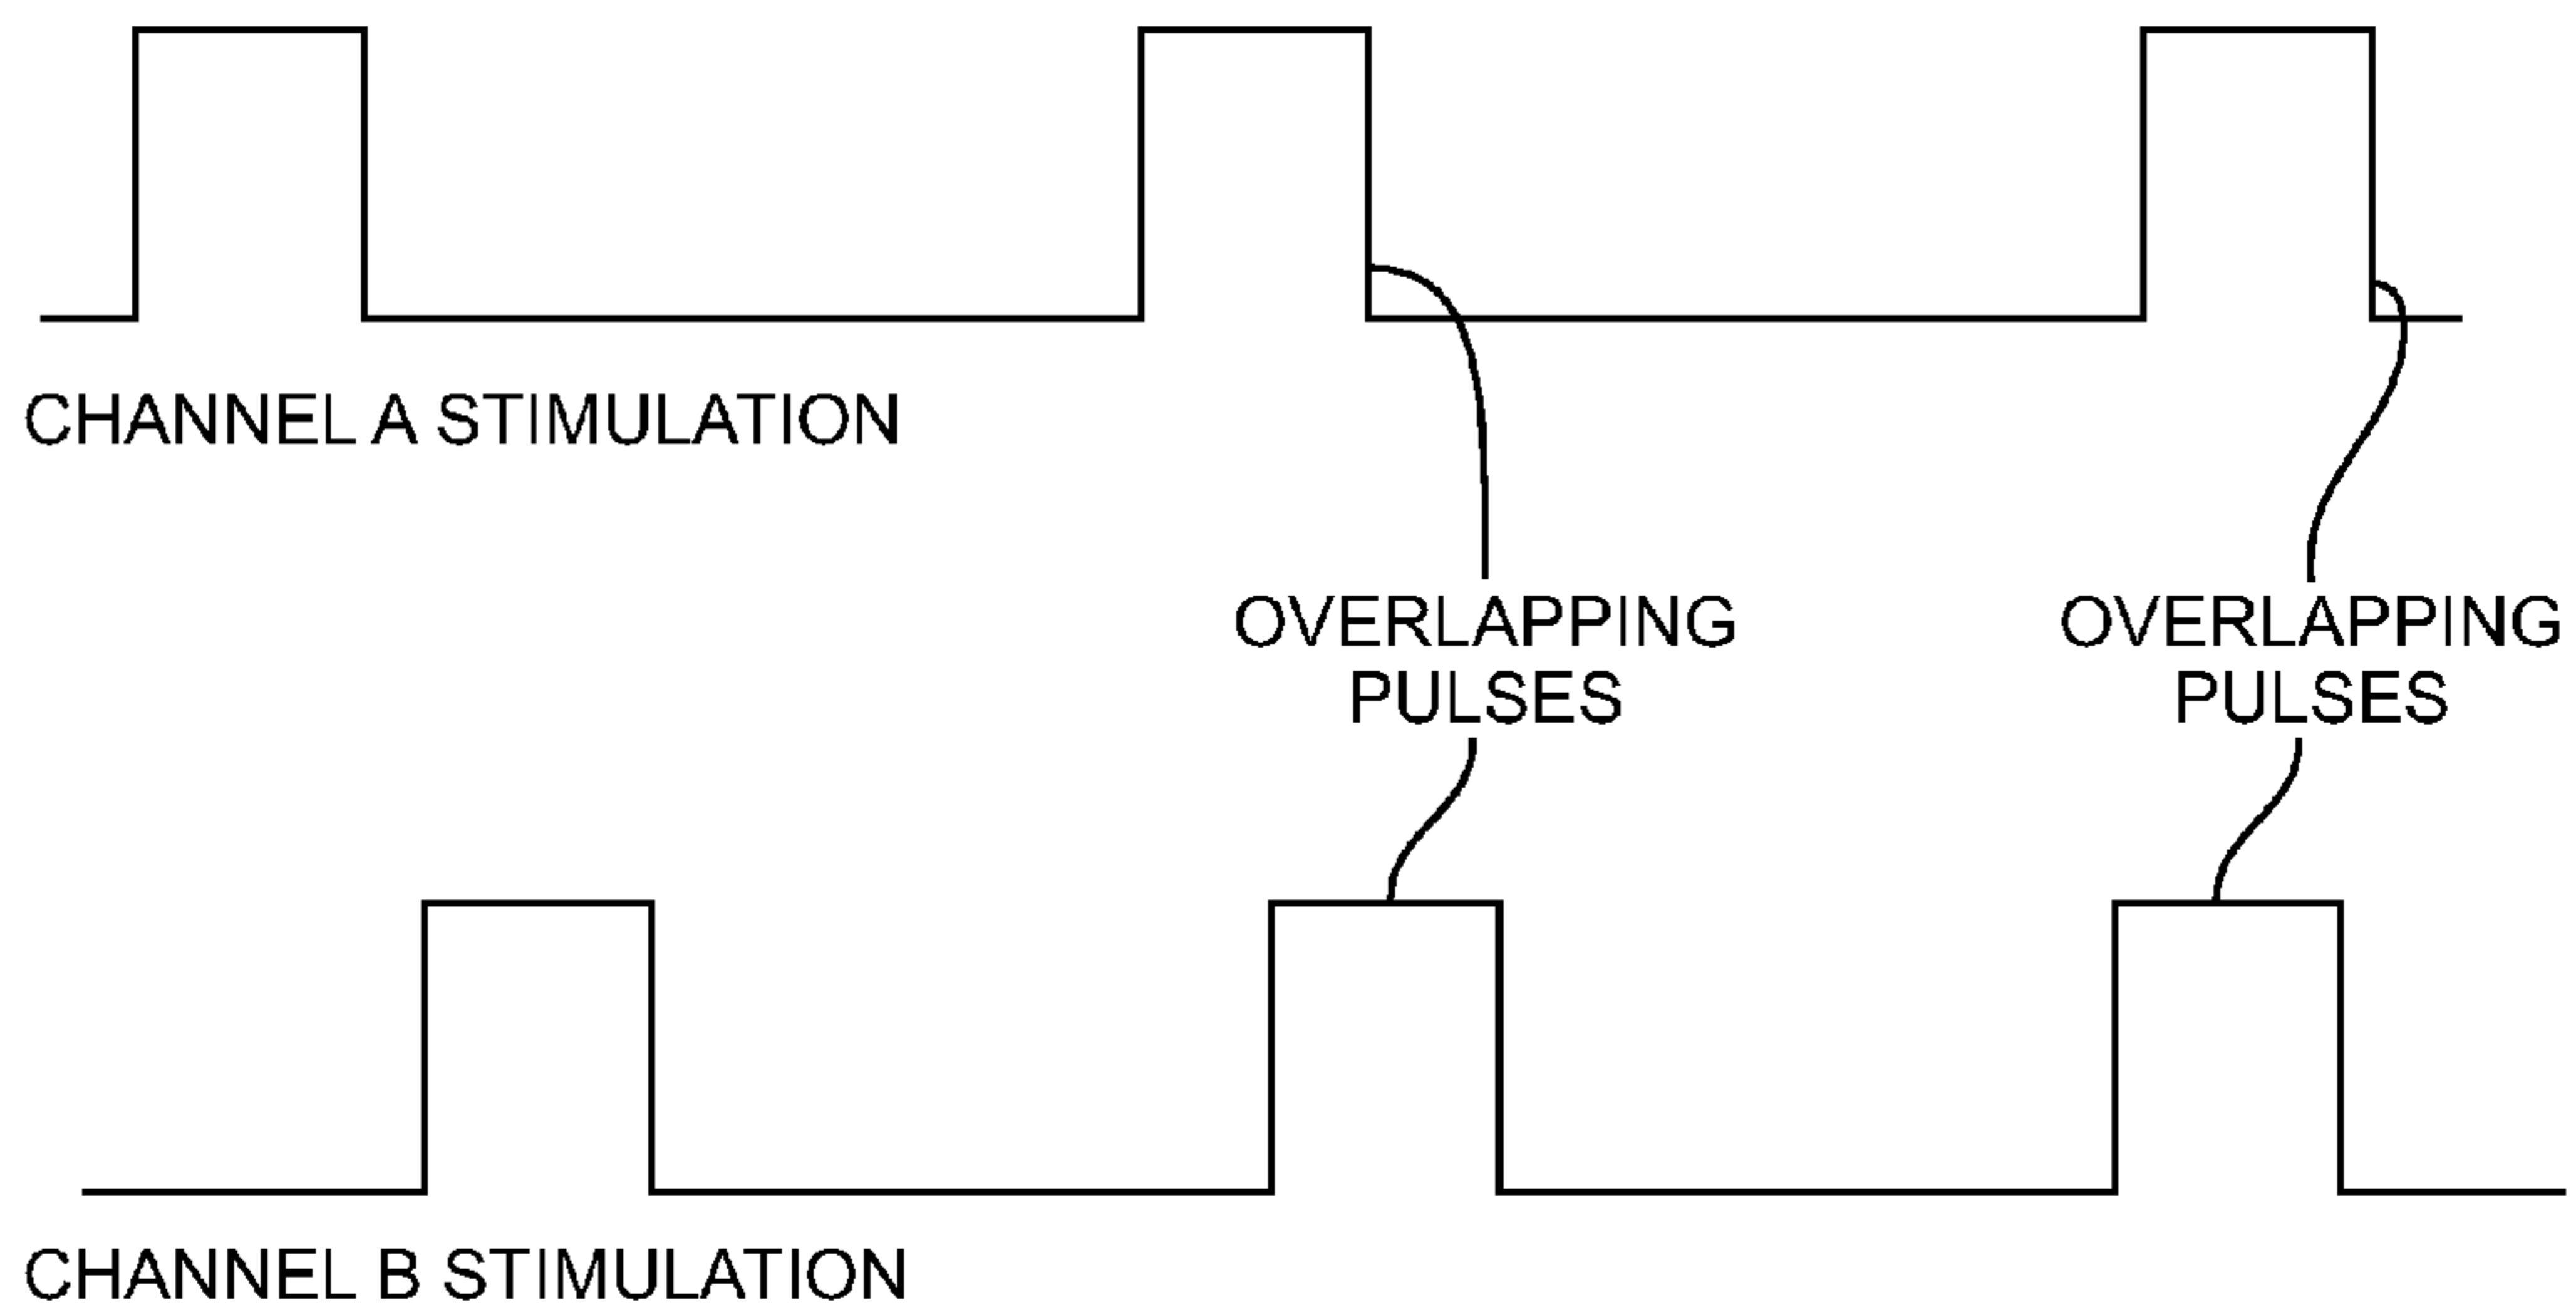 CHANNEL A STIMULATION
OVERLAPPING
PULSES
OVERLAPPING
PULSES
CHANNEL B STIMULATION